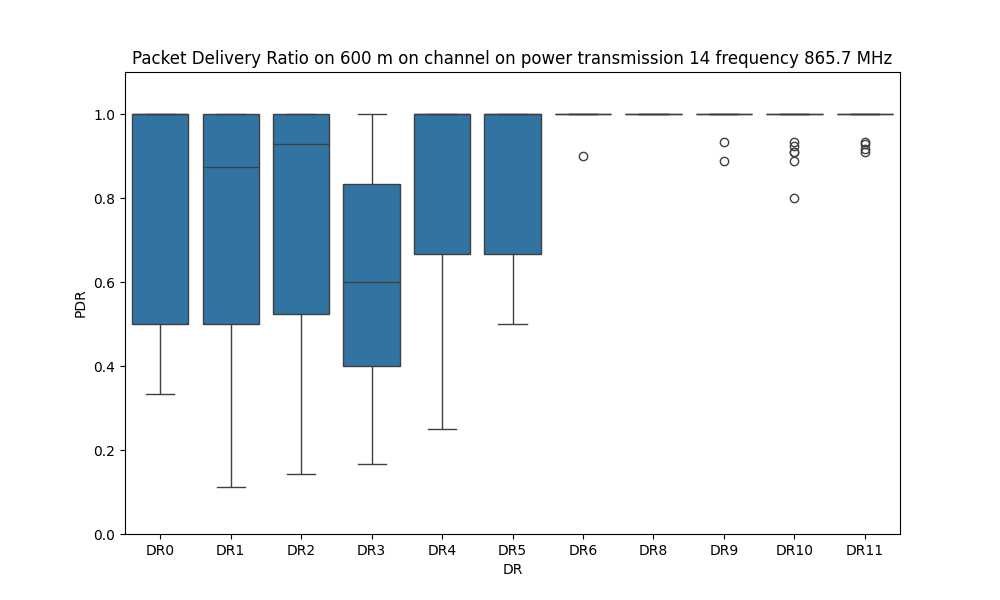 Packet Delivery Ratio on 600 m on channel on power transmission 14 frequency 865.7 MHz
PDR
1.0
0.8
0.6
0.4
0.2
0.0
DR0 DR1 DR2 DR3 DR4 DR5 DR6 DR8 DR9 DR10 DR11
DR